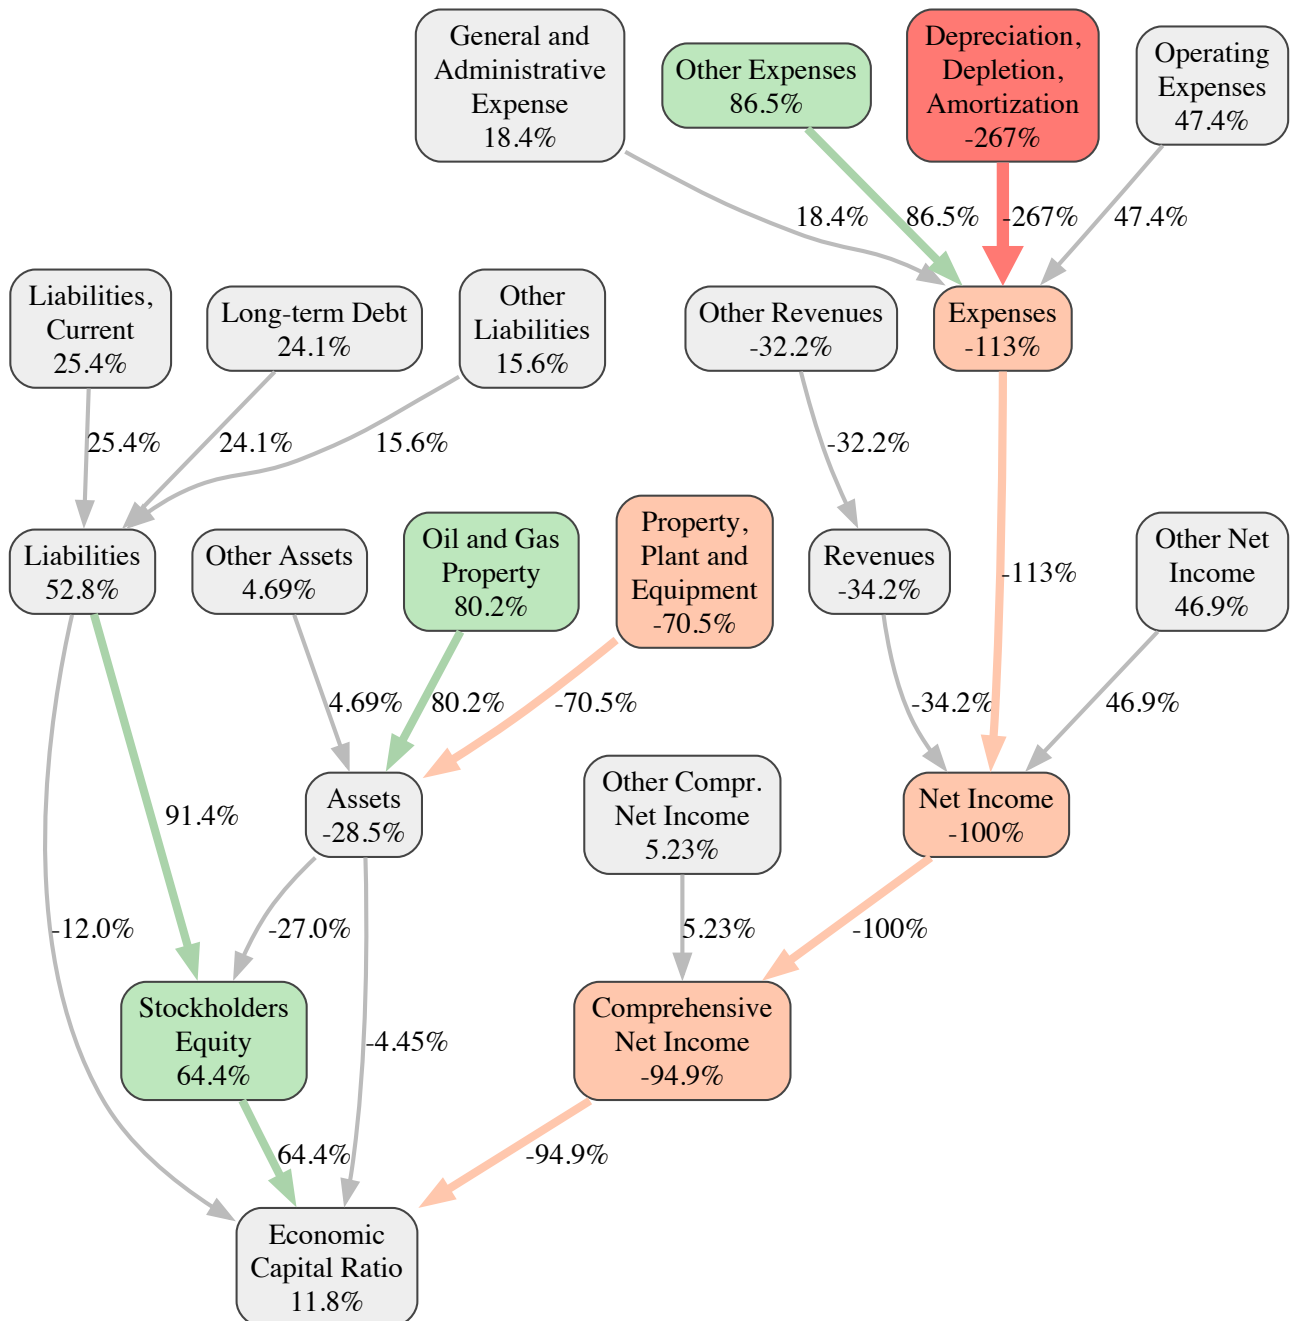 General and
Administrative
Expense
18.4%
Other Expenses
86.5%
Depreciation,
Depletion,
Amortization
-267%
Operating
Expenses
47.4%
18.4%
86.5%
-267%
47.4%
Liabilities,
Current
25.4%
Long-term Debt
24.1%
Other
Liabilities
15.6%
Other Revenues
-32.2%
Expenses
-113%
25.4%
24.1%
15.6%
-32.2%
Liabilities
52.8%
Other Assets
4.69%
Oil and Gas
Property
80.2%
Property,
Plant and
Equipment
-70.5%
Revenues
-34.2%
-113%
Other Net
Income
46.9%
4.69%
80.2%
-70.5%
-34.2%
46.9%
91.4%
Assets
-28.5%
Other Compr.
Net Income
5.23%
Net Income
-100%
-12.0%
-27.0%
5.23%
-100%
Stockholders
Equity
64.4%
-4.45%
Comprehensive
Net Income
-94.9%
64.4%
-94.9%
Economic
Capital Ratio
11.8%